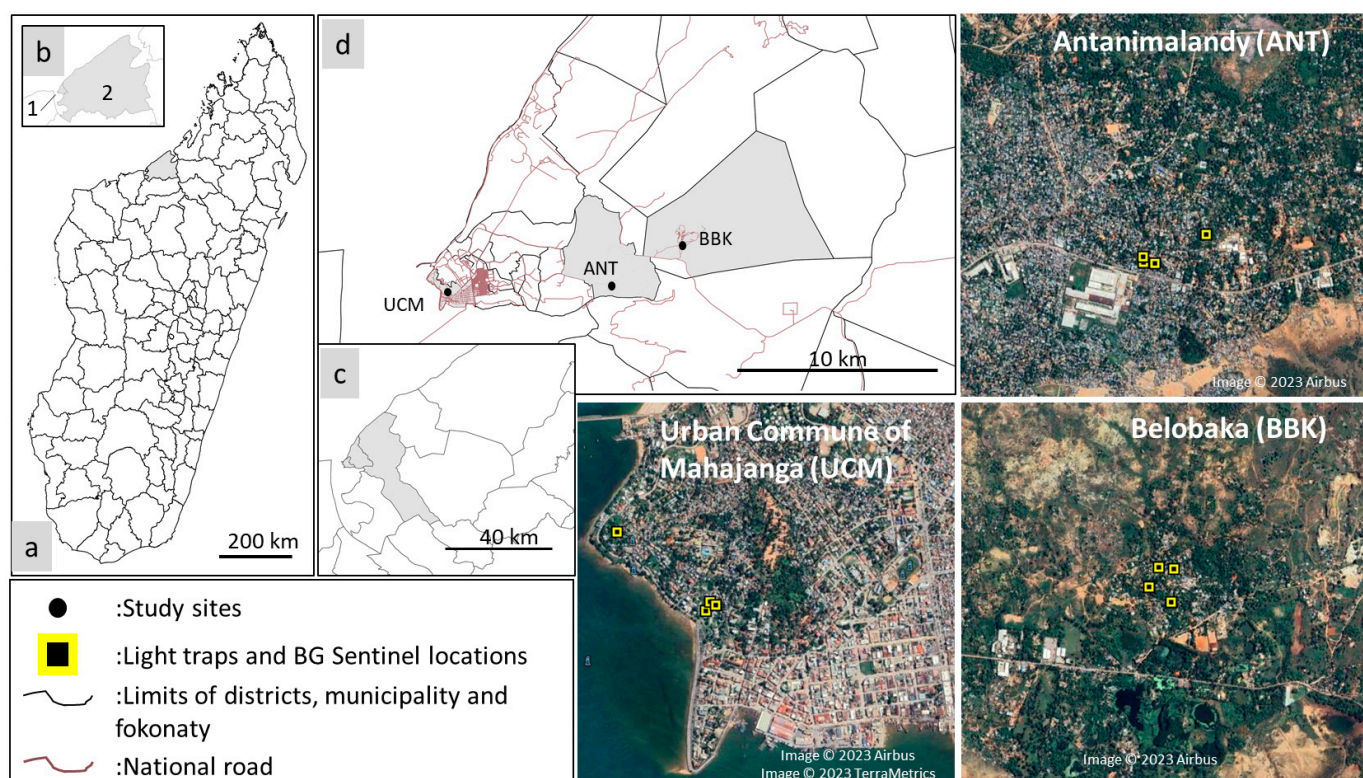 b
1
2
a
200 km
d
UCM
ANT
BBK
10 km
c
40 km
Antanimalandy (ANT)
Image © 2023 Airbus
Urban Commune of
Mahajanga (UCM)
Image © 2023 Airbus
Image © 2023 TerraMetrics
Belobaka (BBK)
Image © 2023 Airbus
:Study sites
:Light traps and BG Sentinel locations
:Limits of districts, municipality and
fokonaty
:National road